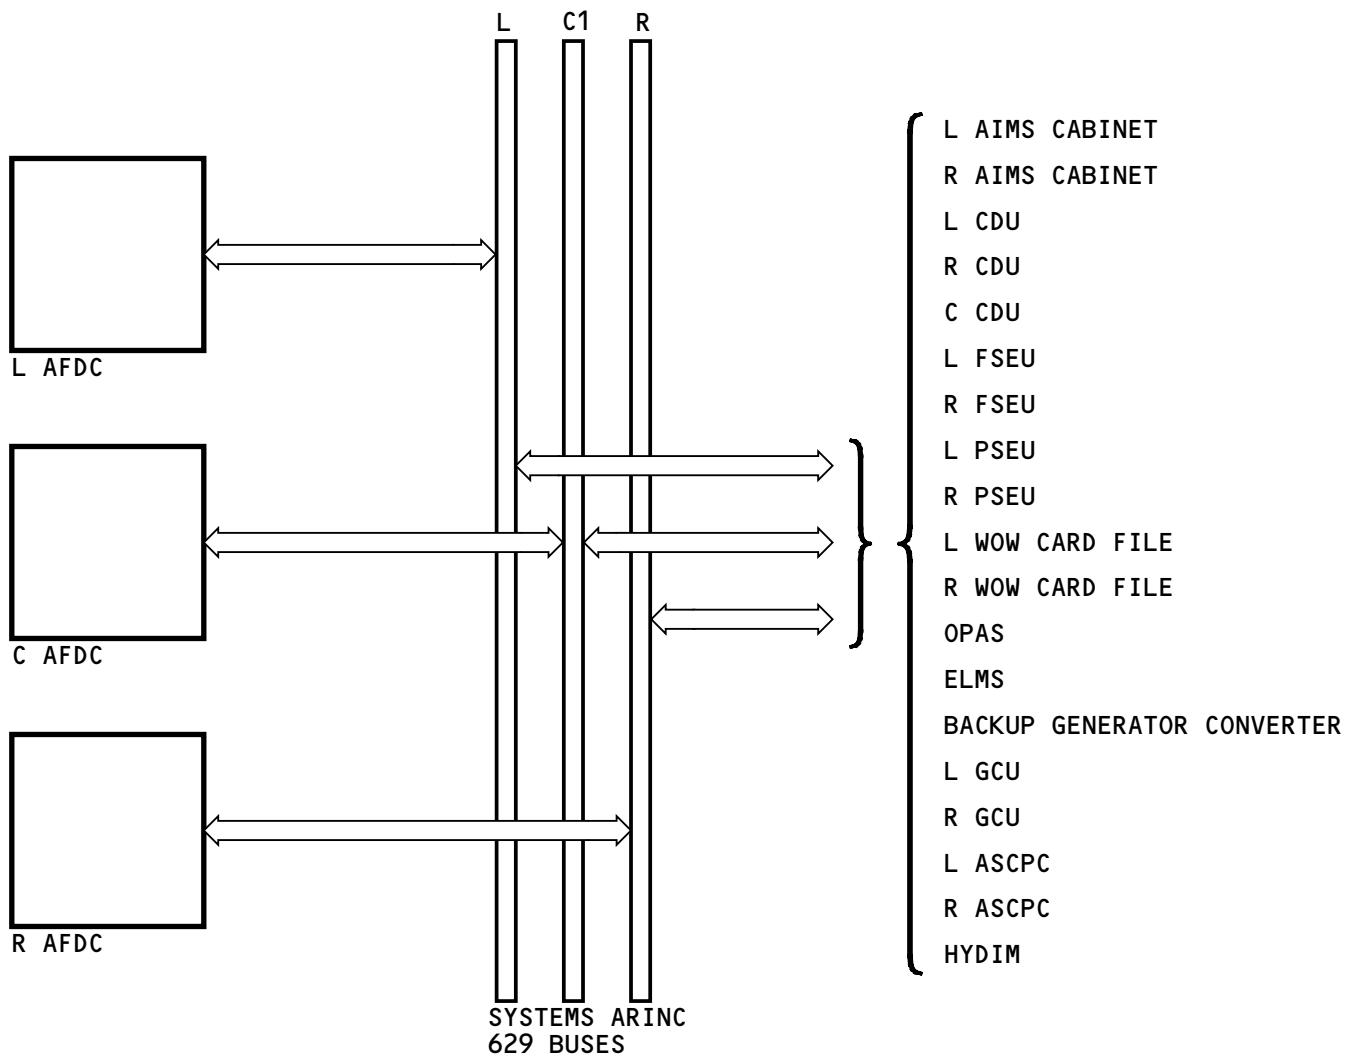 L C1 R
L AFDC
C AFDC
R AFDC
SYSTEMS ARINC
629 BUSES
L AIMS CABINET
R AIMS CABINET
L CDU
R CDU
C CDU
L FSEU
R FSEU
L PSEU
R PSEU
L WOW CARD FILE
R WOW CARD FILE
OPAS
ELMS
BACKUP GENERATOR CONVERTER
L GCU
R GCU
L ASCPC
R ASCPC
HYDIM